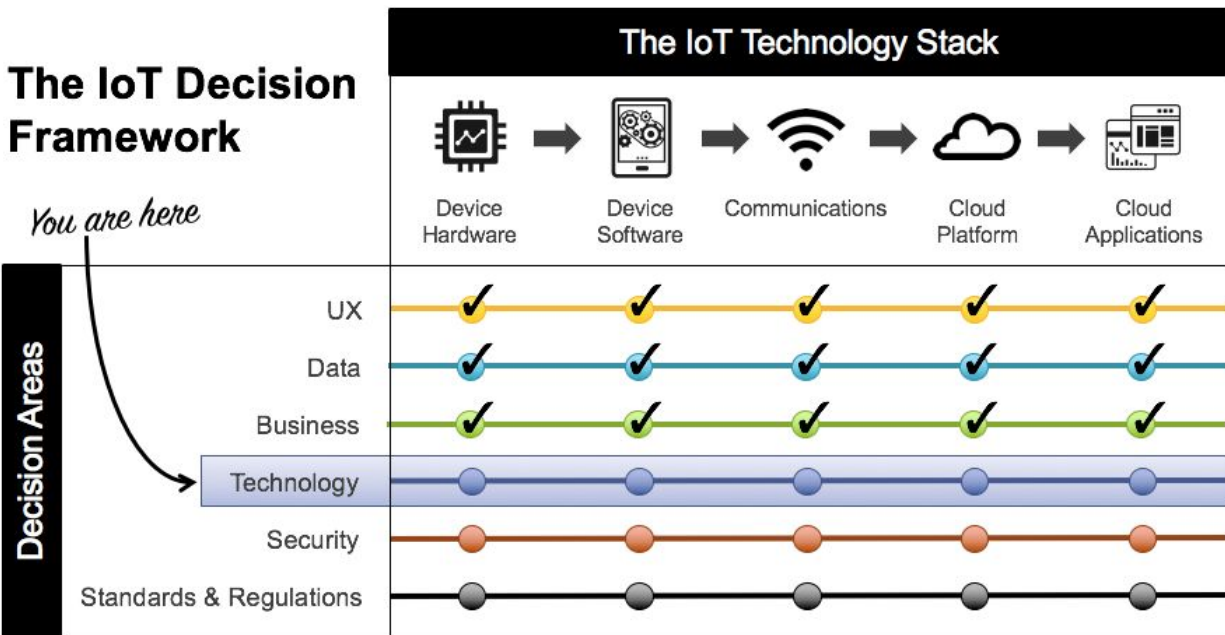 The IoT Technology Stack
The IoT Decision
Framework
Device
Hardware
Device
Software
Communications
Cloud
Platform
Cloud
Applications
You are here
Decision Areas
UX
Data
Business
Technology
Security
Standards & Regulations